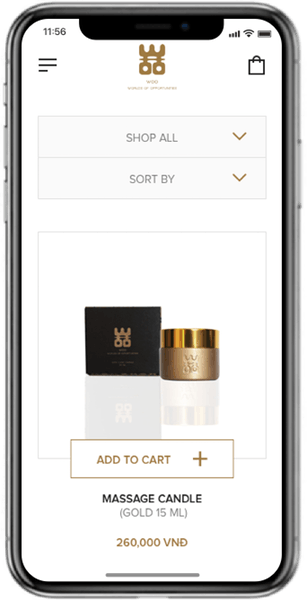 11:56
WOO
WORLDS OF OPPORTUNITIES
SHOP ALL
SORT BY
ADD TO CART +
MASSAGE CANDLE
(GOLD 15 ML)
260,000 VNĐ